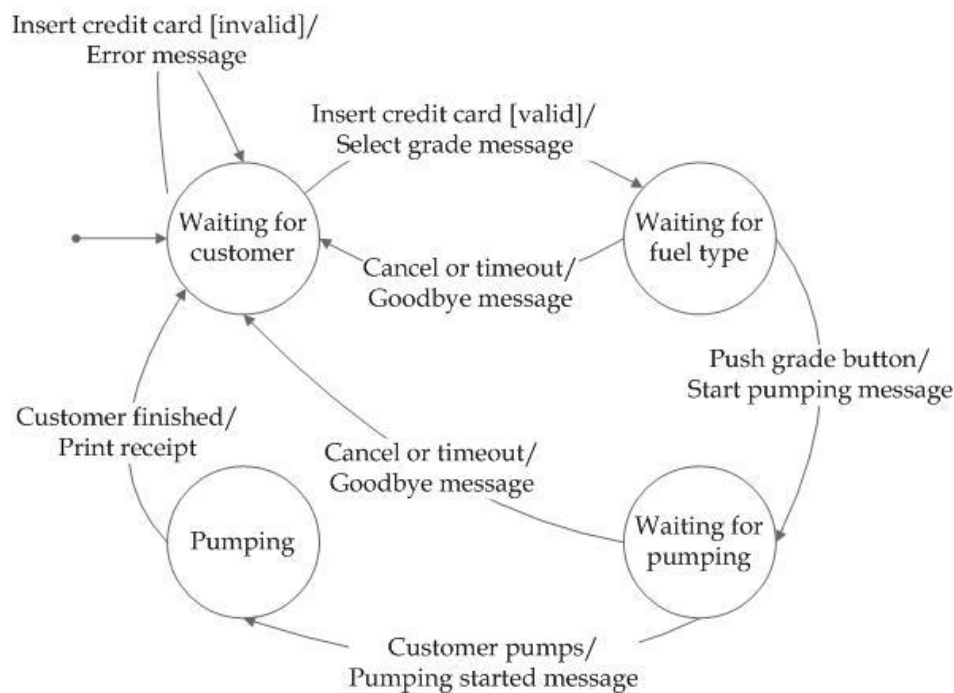 Insert credit card [invalid]/
Error message
Insert credit card [valid]/
Select grade message
Waiting for
customer
Waiting for
fuel type
Cancel or timeout/
Goodbye message
Push grade button/
Start pumping message
Customer finished/
Print receipt
Cancel or timeout/
Goodbye message
Pumping
Waiting for
pumping
Customer pumps/
Pumping started message